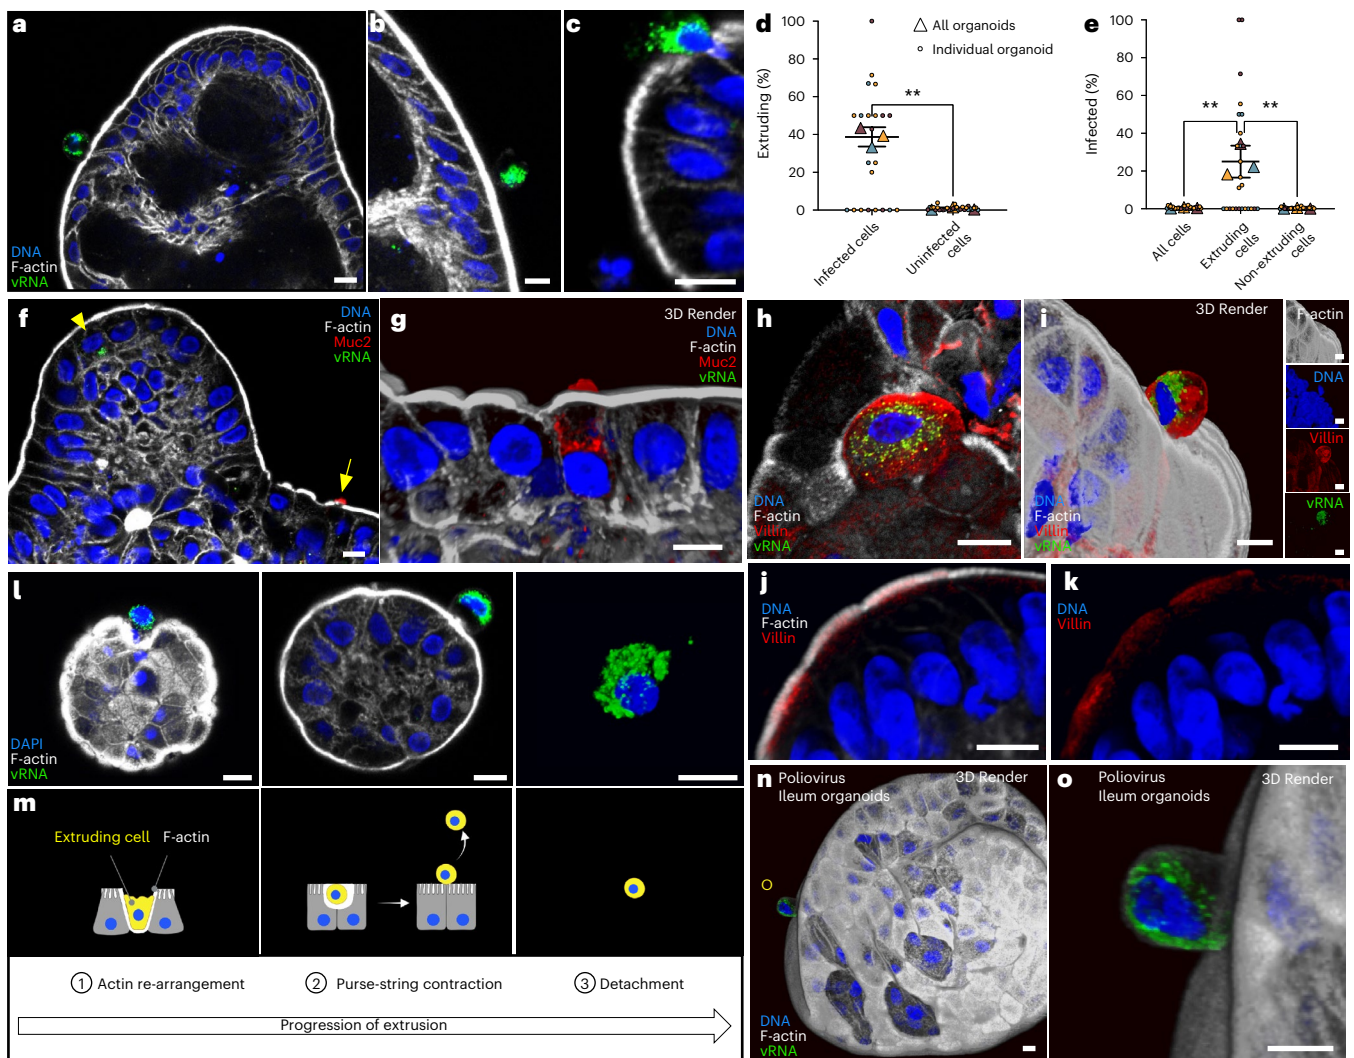 a
DNA
F-actin
vRNA
b
c
d
Extruding (%)
100
80
60
40
20
0
**
All organoids
Individual organoid
Infected cells
Uninfected
cells
e
Infected (%)
100
80
60
40
20
0
**
**
All cells
Extruding
cells
Non-extruding
cells
f
DNA
F-actin
Muc2
vRNA
g
3D Render
DNA
F-actin
Muc2
vRNA
h
DNA
F-actin
Villin
vRNA
i
3D Render
DNA
F-actin
Villin
vRNA
F-actin
DNA
Villin
vRNA
l
DAPI
F-actin
vRNA
j
DNA
F-actin
Villin
k
DNA
Villin
m
Extruding cell
F-actin
1 Actin re-arrangement
2 Purse-string contraction
3 Detachment
Progression of extrusion
n
Poliovirus
Ileum organoids
3D Render
O
DNA
F-actin
vRNA
o
Poliovirus
Ileum organoids
3D Render